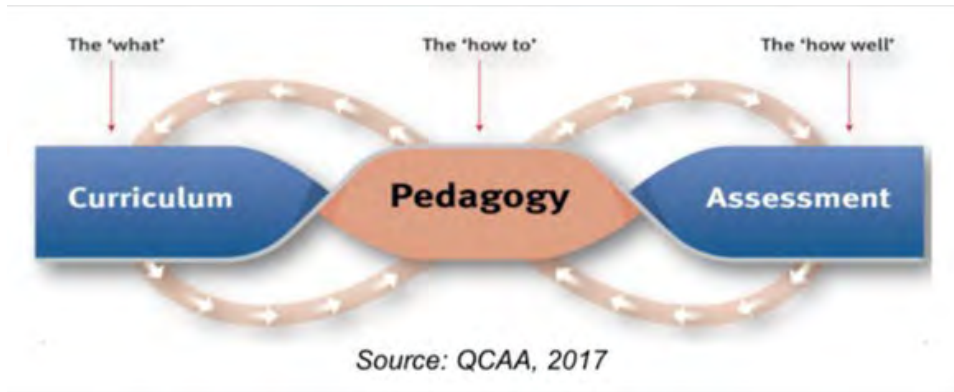 The 'what'
The 'how to'
The 'how well'
Curriculum
Pedagogy
Assessment
Source: QCAA, 2017